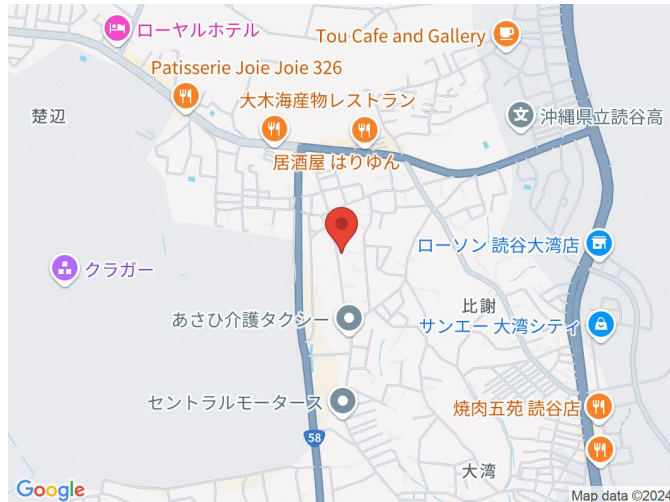 ローヤルホテル
Tou Cafe and Gallery
Patisserie Joie Joie 326
大木海産物レストラン
楚辺
沖縄県立読谷高
居酒屋 はりゆん
ローソン 読谷大湾店
クラガー
比謝
あさひ介護タクシー
サンエー 大湾シティ
セントラルモータース
焼肉五苑 読谷店
58
大湾
Google
Map data ©2024